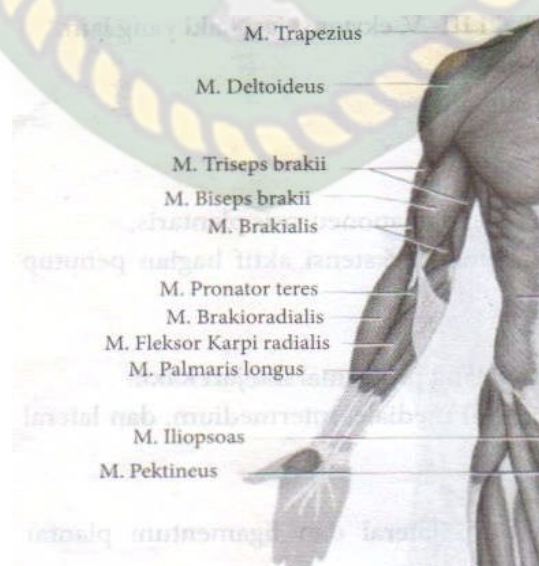 M. Trapezius
M. Deltoideus
M. Triseps brakii
M. Biseps brakii
M. Brakialis
M. Pronator teres
M. Brakioradialis
M. Fleksor Karpi radialis
M. Palmaris longus
M. Iliopsoas
M. Pektineus